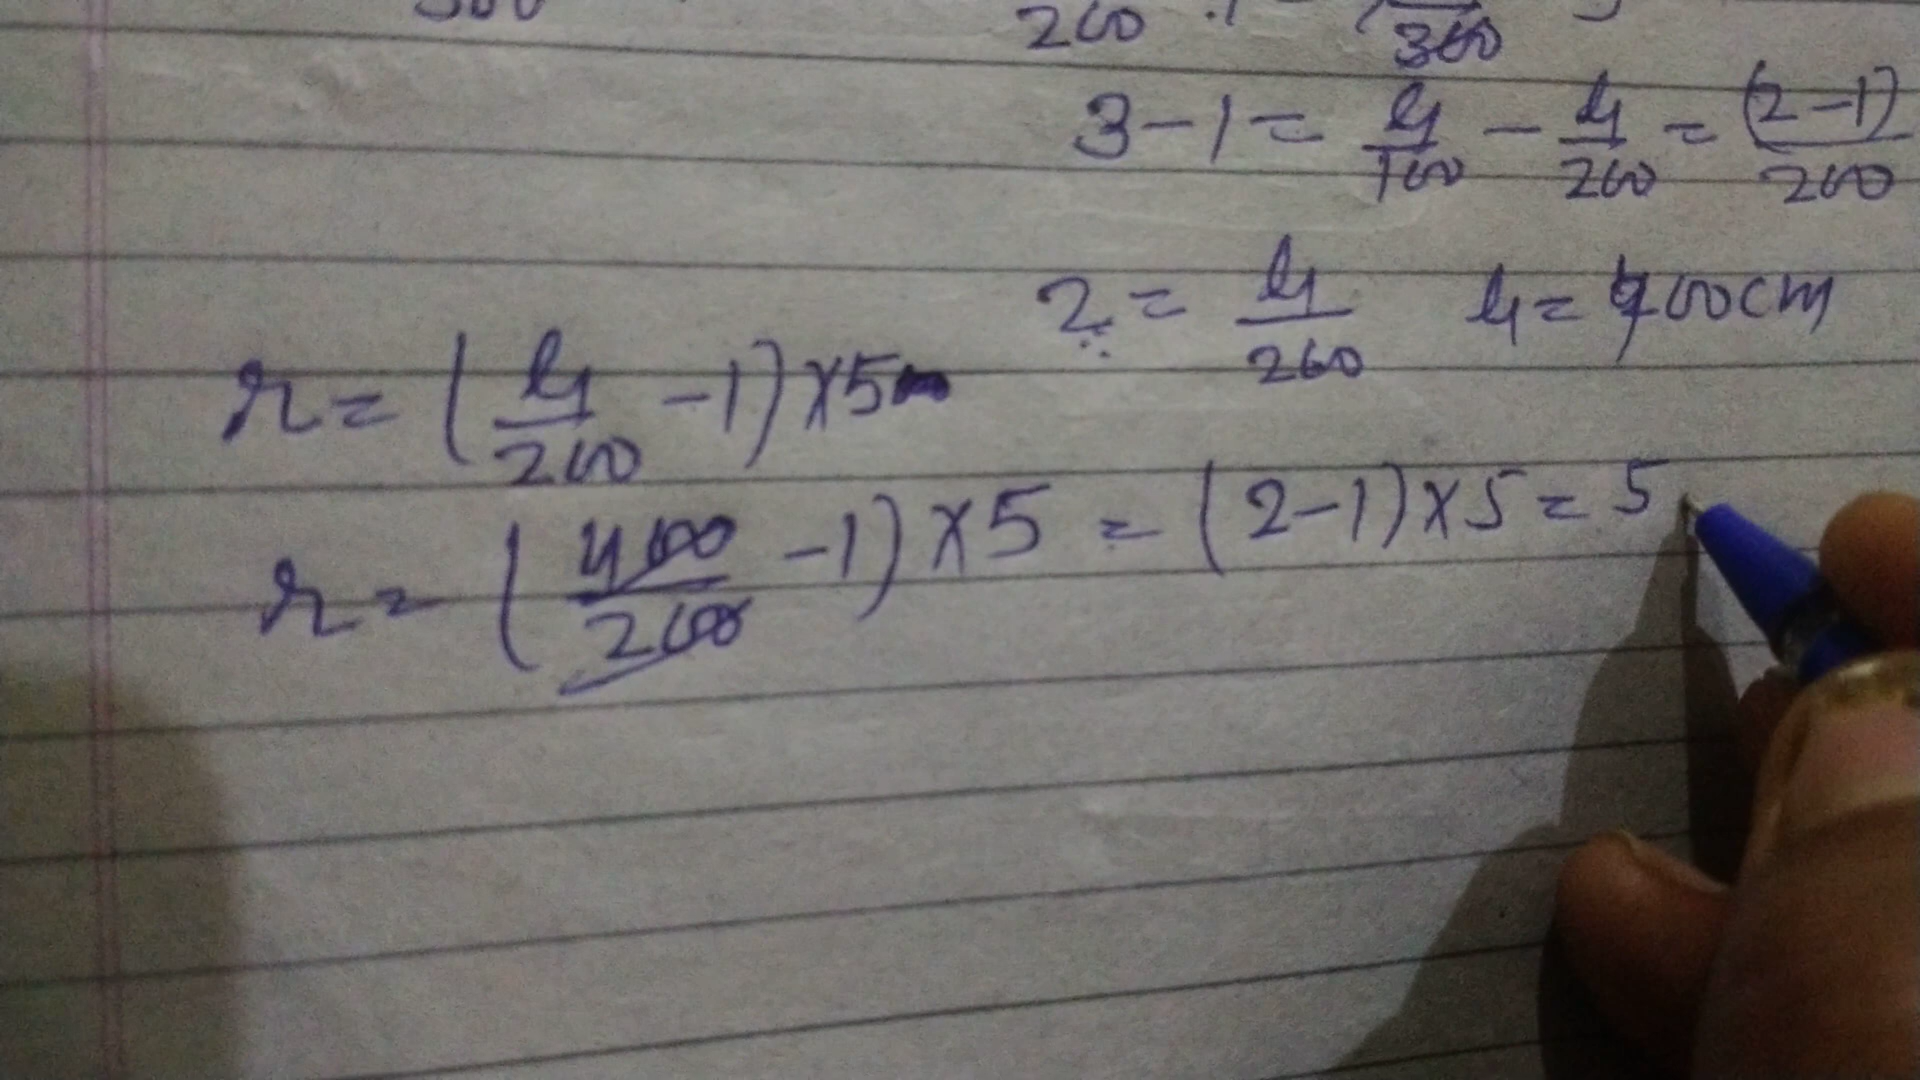 300 200
360
3-1 = l1/100 - l1/200 = (2-1)/200
2 = l1/200 l1 = 400cm
r = (l1/200 -1)×5
r = (400/200 -1)×5 = (2-1)×5 = 5